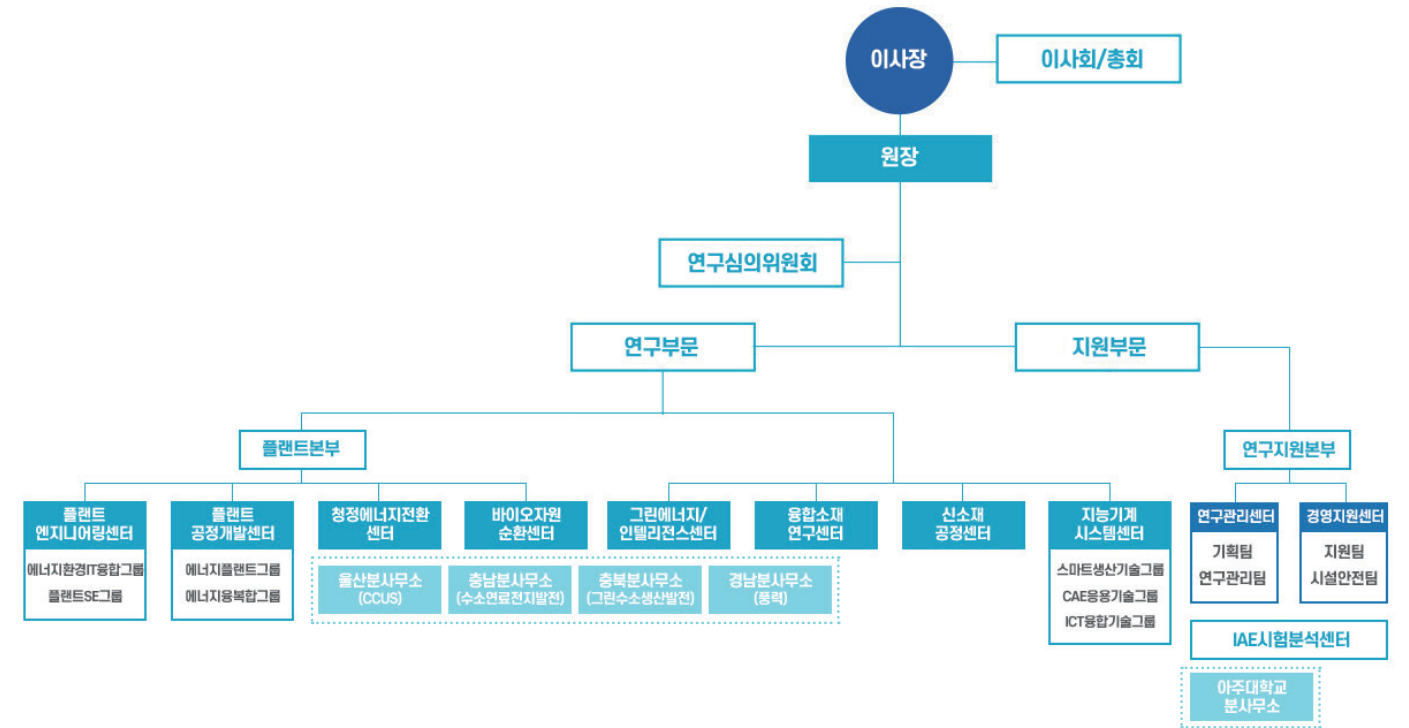 이사장
이사회/총회
원장
연구심의위원회
연구부문
지원부문
플랜트본부
연구지원본부
플랜트
엔지니어링센터
에너지환경IT융합그룹
플랜트SE그룹
플랜트
공정개발센터
에너지플랜트그룹
에너지융복합그룹
청정에너지전환
센터
바이오자원
순환센터
그린에너지/
인텔리전스센터
융합소재
연구센터
신소재
공정센터
지능기계
시스템센터
스마트생산기술그룹
CAE응용기술그룹
ICT융합기술그룹
울산분사무소
(CCUS)
충남분사무소
(수소연료전지발전)
충북분사무소
(그린수소생산발전)
경남분사무소
(풍력)
연구관리센터
기획팀
연구관리팀
경영지원센터
지원팀
시설안전팀
IAE시험분석센터
아주대학교
분사무소